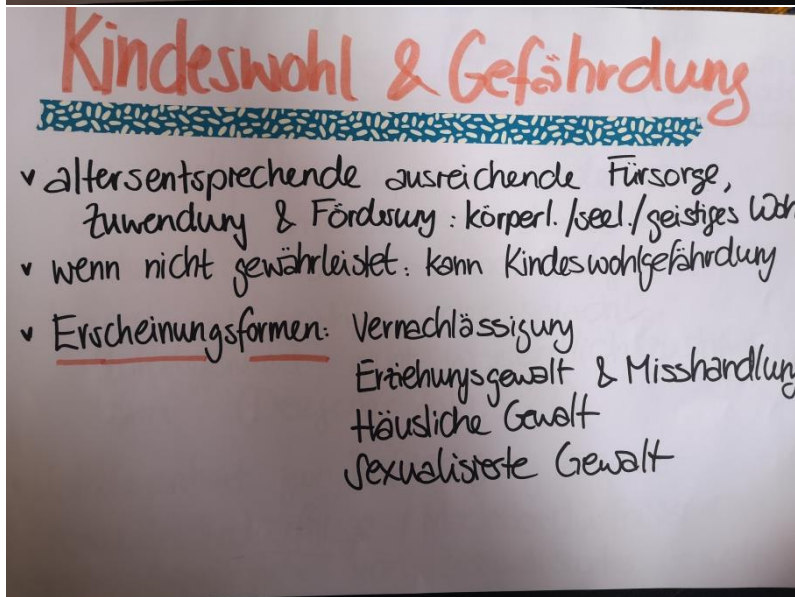 Kindeswohl & Gefährdung
v altersentsprechende ausreichende Fürsorge,
Zuwendung & Förderung : körperl./seel./geistiges Woh
v wenn nicht gewährleistet: kann Kindeswohlgefährdung
v Erscheinungsformen: Vernachlässigung
Erziehungsgewalt & Misshandlung
Häusliche Gewalt
Sexualisierte Gewalt